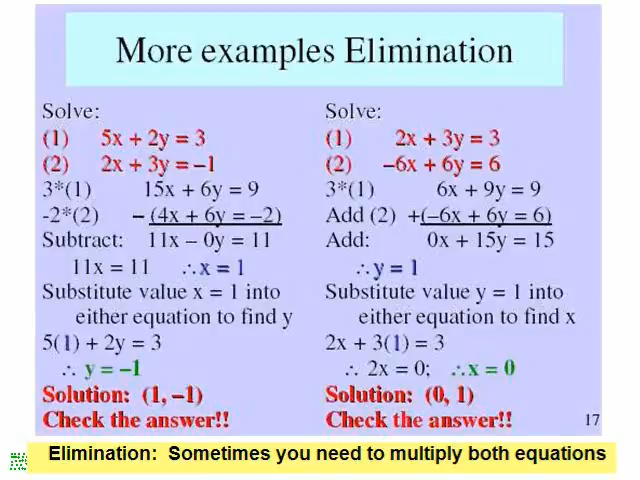 More examples Elimination
Solve:
(1) 5x + 2y = 3
(2) 2x + 3y = –1
3*(1) 15x + 6y = 9
-2*(2) – (4x + 6y = –2)
Subtract: 11x – 0y = 11
11x = 11 ∴x = 1
Substitute value x = 1 into
either equation to find y
5(1) + 2y = 3
∴ y = –1
Solution: (1, –1)
Check the answer!!
Solve:
(1) 2x + 3y = 3
(2) –6x + 6y = 6
3*(1) 6x + 9y = 9
Add (2) +(–6x + 6y = 6)
Add: 0x + 15y = 15
∴y = 1
Substitute value y = 1 into
either equation to find x
2x + 3(1) = 3
∴ 2x = 0; ∴x = 0
Solution: (0, 1)
Check the answer!!
17
Elimination: Sometimes you need to multiply both equations